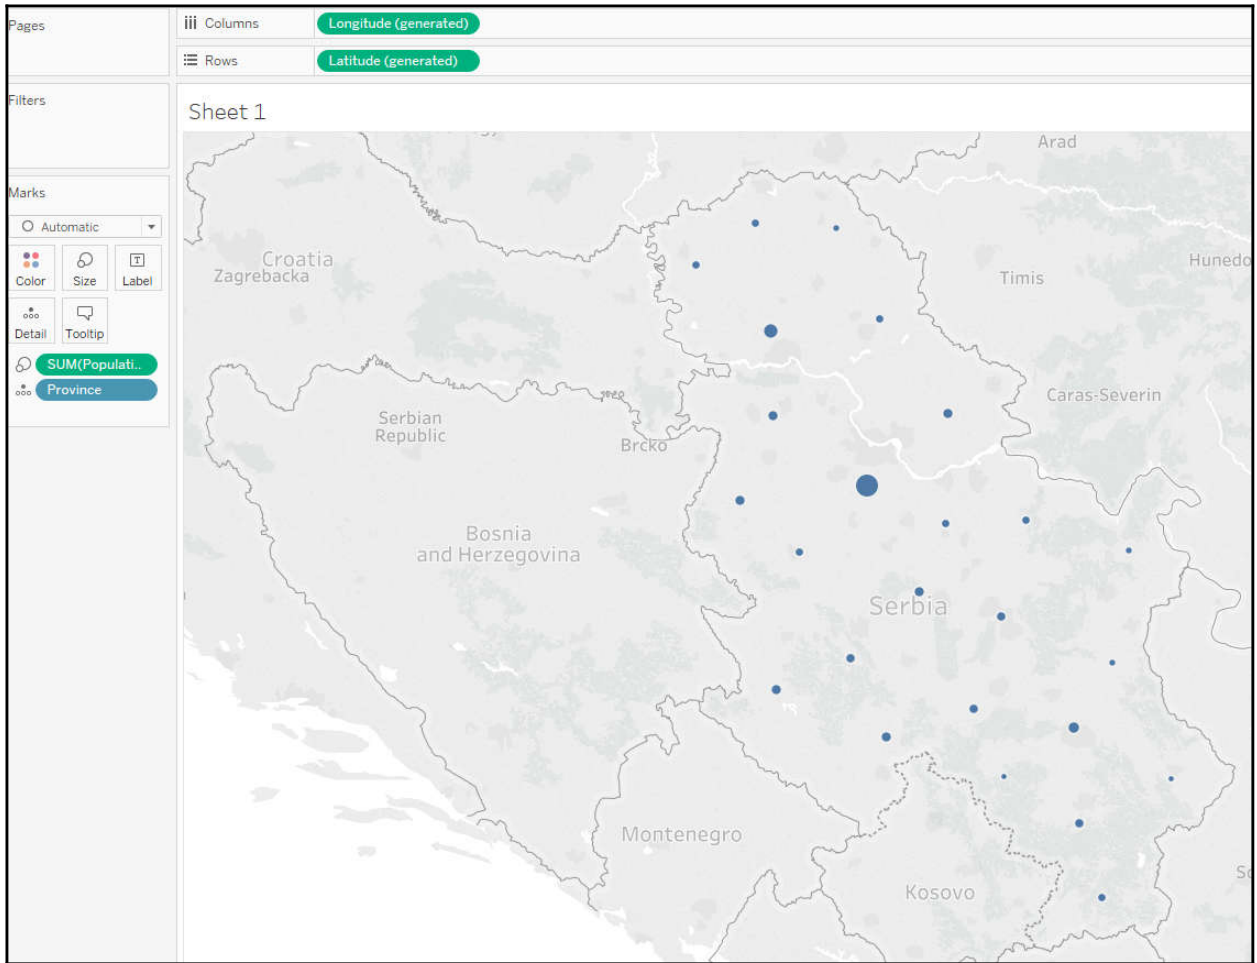 Pages
iii Columns
Longitude (generated)
Rows
Latitude (generated)
Filters
Sheet 1
Marks
Automatic
Color
Size
Label
Detail
Tooltip
SUM(Populati..
Province
Arad
Croatia
Zagrebacka
Timis
Hunedo
Caras-Severin
Serbian
Republic
Brcko
Bosnia
and Herzegovina
Serbia
Montenegro
Kosovo